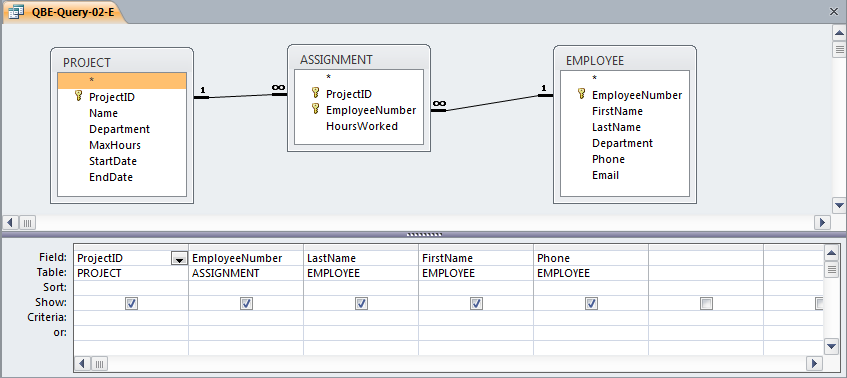 QBE-Query-02-E
PROJECT
*
ProjectID
Name
Department
MaxHours
StartDate
EndDate
1
∞
ASSIGNMENT
*
ProjectID
EmployeeNumber
HoursWorked
∞
1
EMPLOYEE
*
EmployeeNumber
FirstName
LastName
Department
Phone
Email
Field: ProjectID EmployeeNumber LastName FirstName Phone
Table: PROJECT ASSIGNMENT EMPLOYEE EMPLOYEE EMPLOYEE
Sort:
Show:
Criteria:
or: